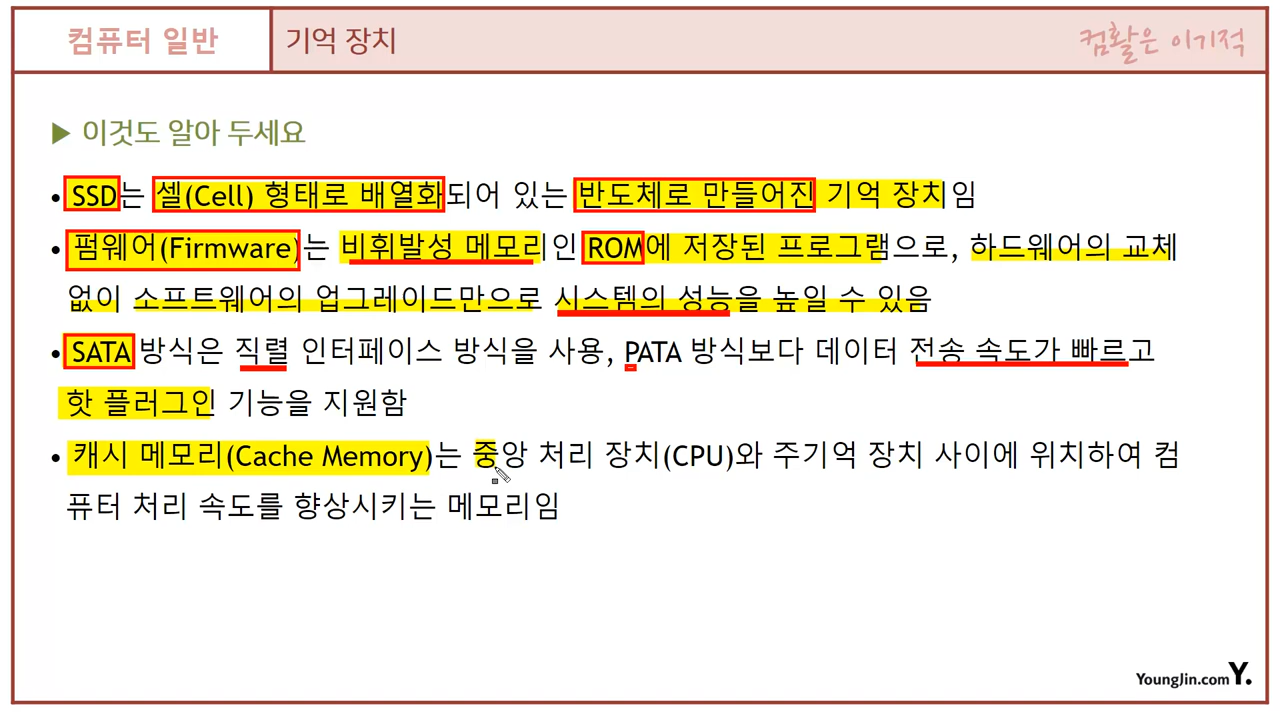 컴퓨터 일반
기억 장치
컴활은 이기적
▶ 이것도 알아 두세요
• SSD는 셀(Cell) 형태로 배열화되어 있는 반도체로 만들어진 기억 장치임
• 펌웨어(Firmware)는 비휘발성 메모리인 ROM에 저장된 프로그램으로, 하드웨어의 교체
없이 소프트웨어의 업그레이드만으로 시스템의 성능을 높일 수 있음
• SATA 방식은 직렬 인터페이스 방식을 사용, PATA 방식보다 데이터 전송 속도가 빠르고
핫 플러그인 기능을 지원함
• 캐시 메모리(Cache Memory)는 중앙 처리 장치(CPU)와 주기억 장치 사이에 위치하여 컴
퓨터 처리 속도를 향상시키는 메모리임
YoungJin.com Y.